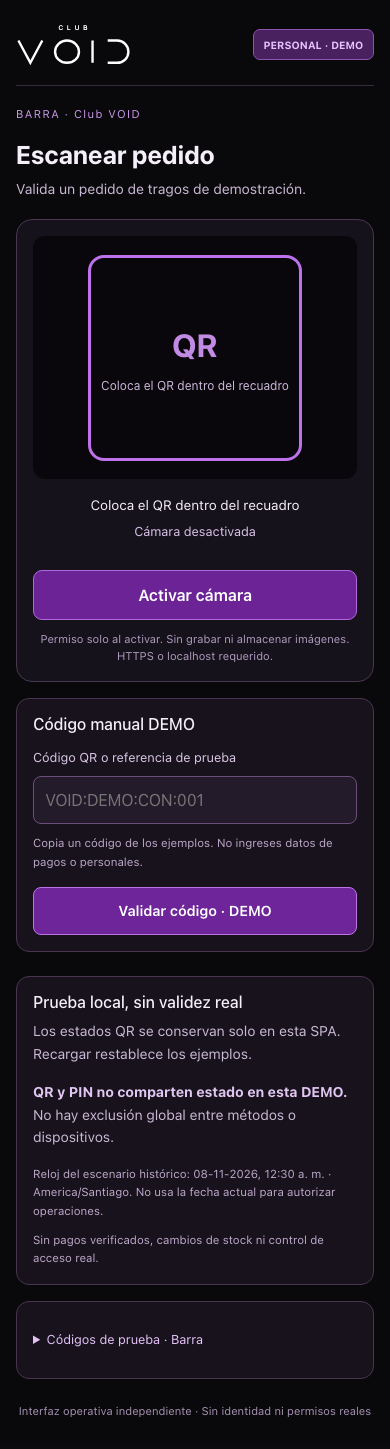 CLUB
VOID
PERSONAL · DEMO
BARRA · Club VOID
Escanear pedido
Valida un pedido de tragos de demostración.
QR
Coloca el QR dentro del recuadro
Coloca el QR dentro del recuadro
Cámara desactivada
Activar cámara
Permiso solo al activar. Sin grabar ni almacenar imágenes.
HTTPS o localhost requerido.
Código manual DEMO
Código QR o referencia de prueba
VOID:DEMO:CON:001
Copia un código de los ejemplos. No ingreses datos de
pagos o personales.
Validar código · DEMO
Prueba local, sin validez real
Los estados QR se conservan solo en esta SPA.
Recargar restablece los ejemplos.
QR y PIN no comparten estado en esta DEMO.
No hay exclusión global entre métodos o
dispositivos.
Reloj del escenario histórico: 08-11-2026, 12:30 a. m. ·
America/Santiago. No usa la fecha actual para autorizar
operaciones.
Sin pagos verificados, cambios de stock ni control de
acceso real.
Códigos de prueba · Barra
Interfaz operativa independiente · Sin identidad ni permisos reales